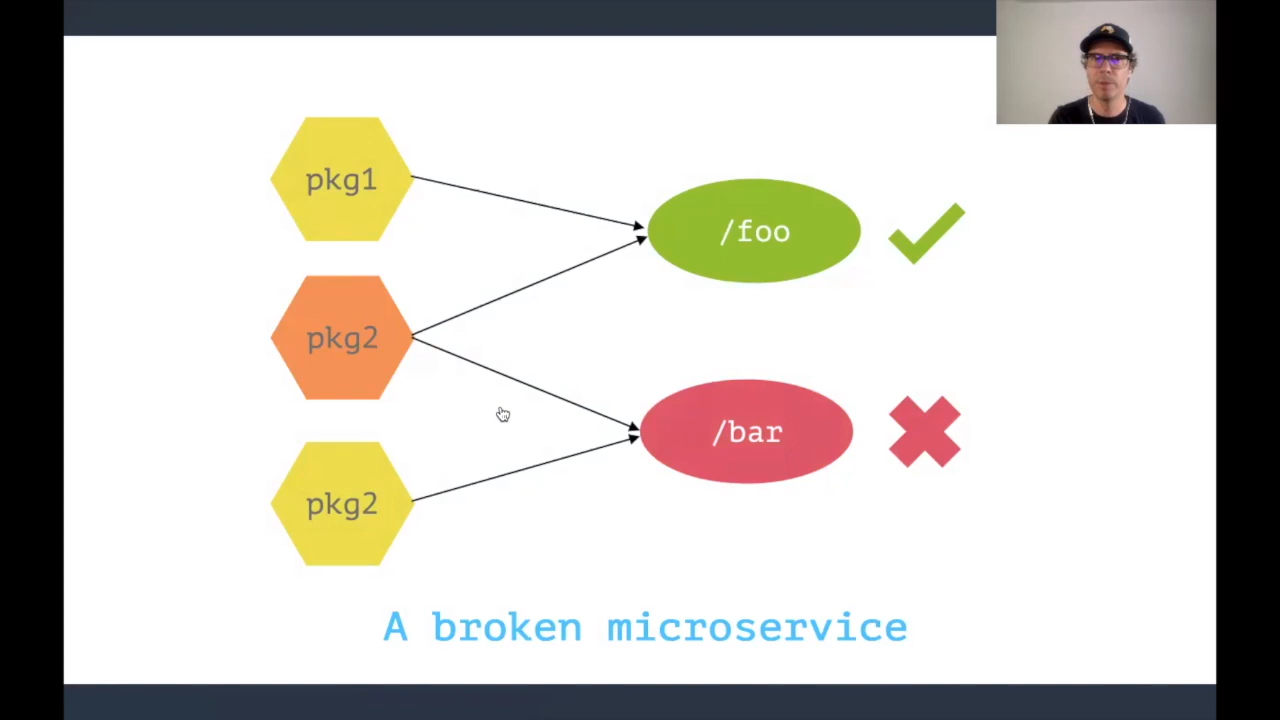 pkg1
/foo
pkg2
/bar
pkg2
A broken microservice